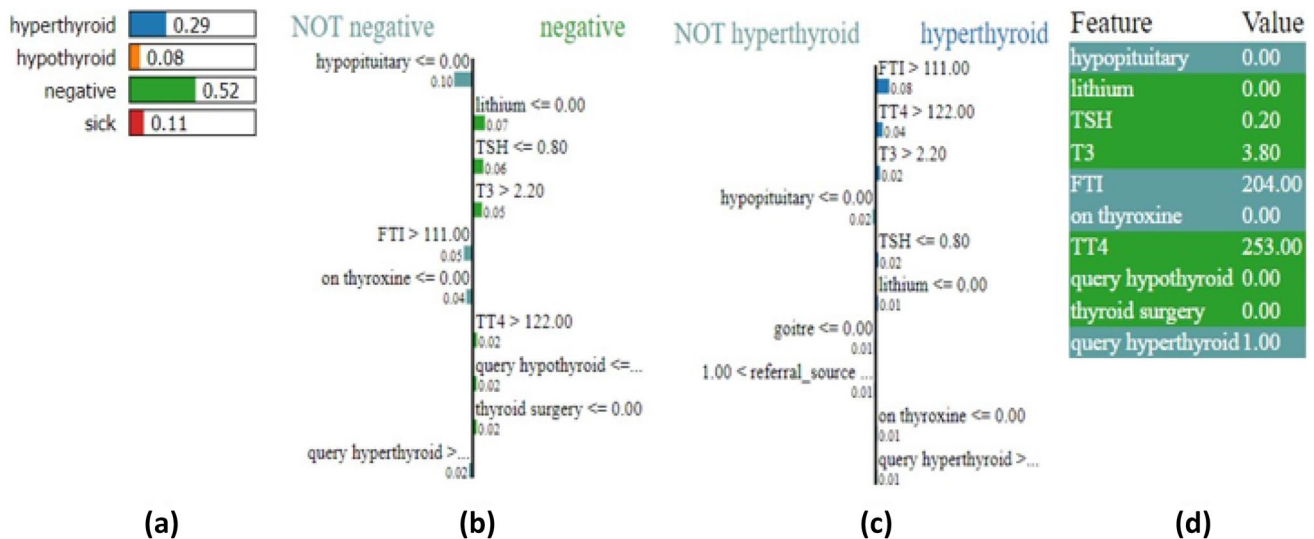 hyperthyroid 0.29
hypothyroid 0.08
negative 0.52
sick 0.11
(a)
NOT negative negative
hypopituitary <= 0.00
0.10
lithium <= 0.00
0.07
TSH <= 0.80
0.06
T3 > 2.20
0.05
FTI > 111.00
0.05
on thyroxine <= 0.00
0.04
TT4 > 122.00
0.02
query hypothyroid <=...
0.02
thyroid surgery <= 0.00
0.02
query hyperthyroid >...
0.02
(b)
NOT hyperthyroid hyperthyroid
FTI > 111.00
0.08
TT4 > 122.00
0.04
T3 > 2.20
0.02
hypopituitary <= 0.00
0.02
TSH <= 0.80
0.02
lithium <= 0.00
0.01
goitre <= 0.00
0.01
1.00 < referral_source ...
0.01
on thyroxine <= 0.00
0.01
query hyperthyroid >...
0.01
(c)
Feature Value
hypopituitary 0.00
lithium 0.00
TSH 0.20
T3 3.80
FTI 204.00
on thyroxine 0.00
TT4 253.00
query hypothyroid 0.00
thyroid surgery 0.00
query hyperthyroid 1.00
(d)